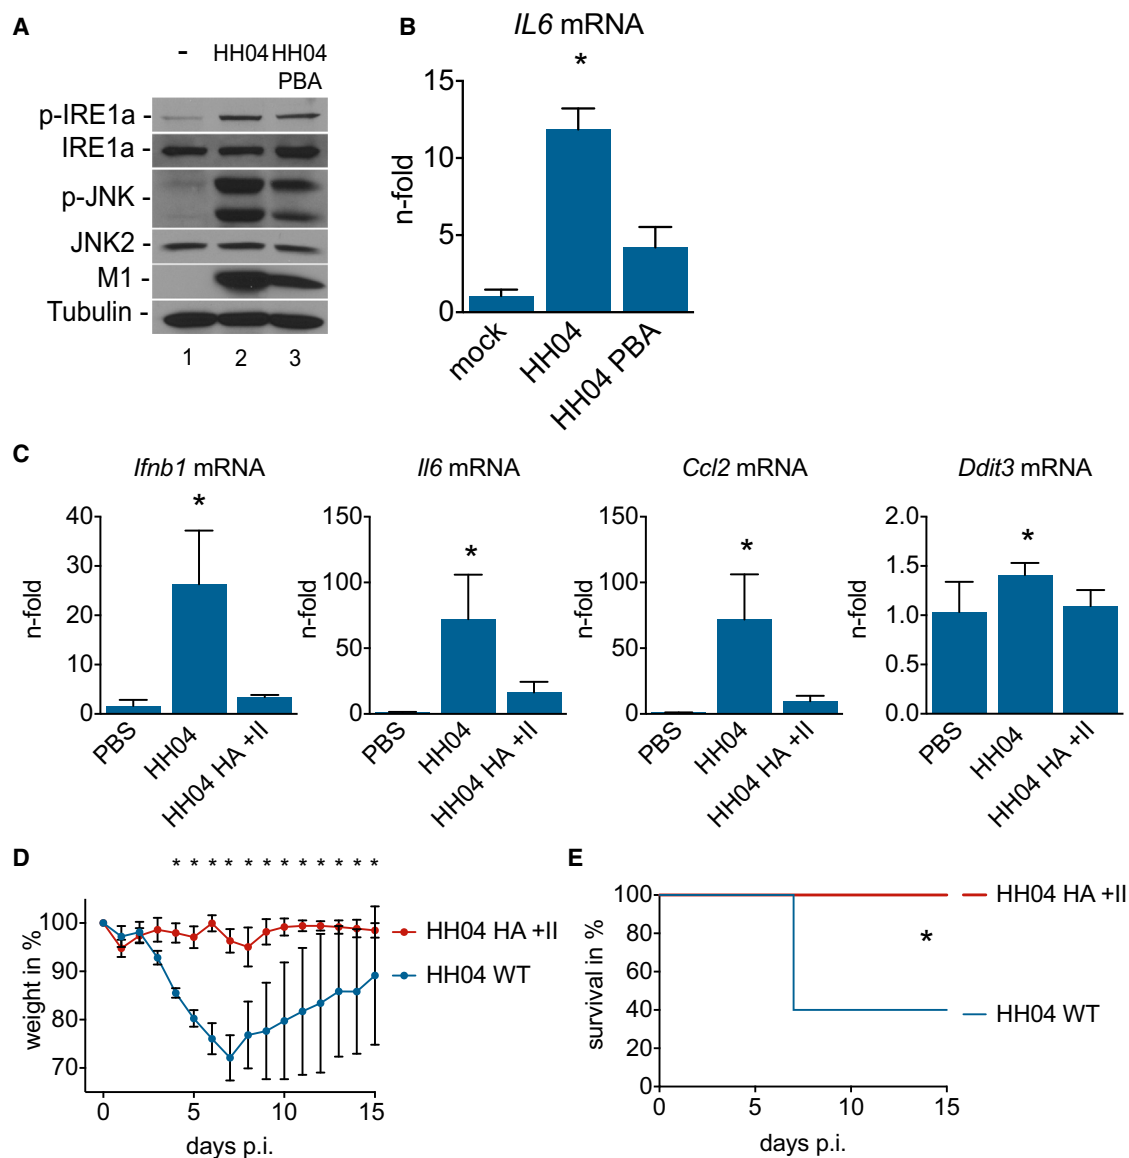 A
- HH04 HH04
PBA
p-IRE1a -
IRE1a -
p-JNK -
JNK2 -
M1 -
Tubulin -
1 2 3
B
IL6 mRNA
*
15
10
5
0
n-fold
mock
HH04
HH04 PBA
C
Ifnb1 mRNA
*
40
30
20
10
0
n-fold
PBS
HH04
HH04 HA +II
Il6 mRNA
*
150
100
50
0
n-fold
PBS
HH04
HH04 HA +II
Ccl2 mRNA
*
150
100
50
0
n-fold
PBS
HH04
HH04 HA +II
Ddit3 mRNA
*
2.0
1.5
1.0
0.5
0.0
n-fold
PBS
HH04
HH04 HA +II
D
* * * * * * * * * * * *
100
90
80
70
weight in %
0 5 10 15
days p.i.
HH04 HA +II
HH04 WT
E
100
80
60
40
20
0
survival in %
*
0 5 10 15
days p.i.
HH04 HA +II
HH04 WT